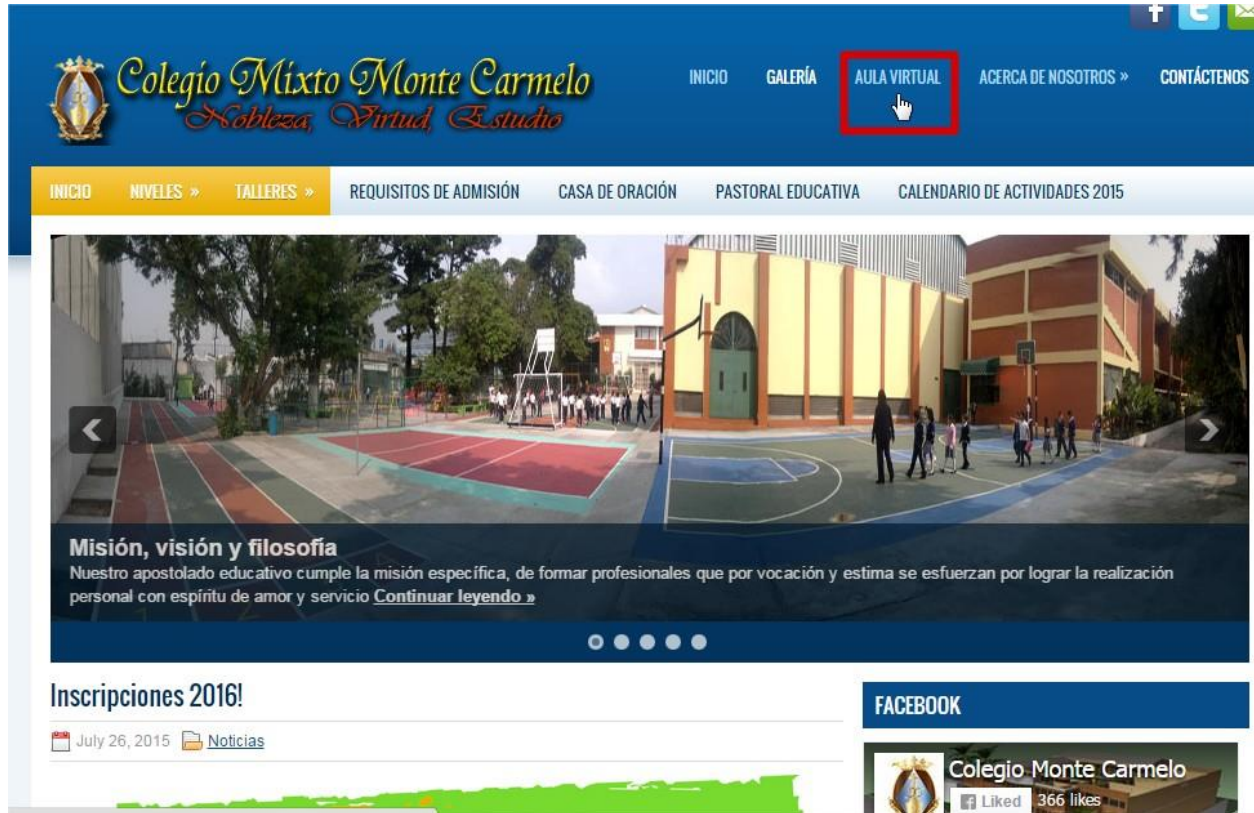 Colegio Mixto Monte Carmelo
Nobleza, Virtud, Estudio
INICIO GALERÍA AULA VIRTUAL ACERCA DE NOSOTROS » CONTÁCTENOS
INICIO NIVELES » TALLERES » REQUISITOS DE ADMISIÓN CASA DE ORACIÓN PASTORAL EDUCATIVA CALENDARIO DE ACTIVIDADES 2015
Misión, visión y filosofía
Nuestro apostolado educativo cumple la misión específica, de formar profesionales que por vocación y estima se esfuerzan por lograr la realización
personal con espíritu de amor y servicio Continuar leyendo »
Inscripciones 2016!
July 26, 2015 Noticias
FACEBOOK
Colegio Monte Carmelo
Liked 366 likes